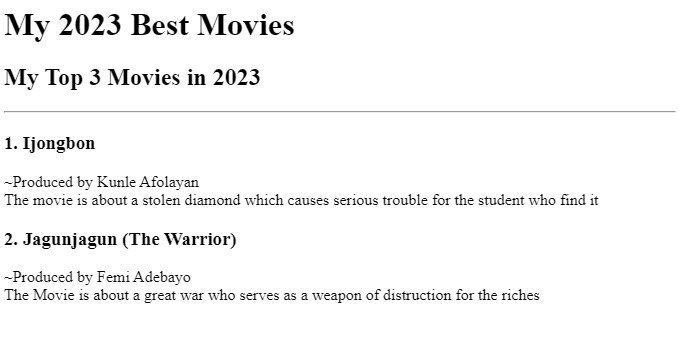 My 2023 Best Movies
My Top 3 Movies in 2023
1. Ijongbon
~Produced by Kunle Afolayan
The movie is about a stolen diamond which causes serious trouble for the student who find it
2. Jagunjagun (The Warrior)
~Produced by Femi Adebayo
The Movie is about a great war who serves as a weapon of distruction for the riches